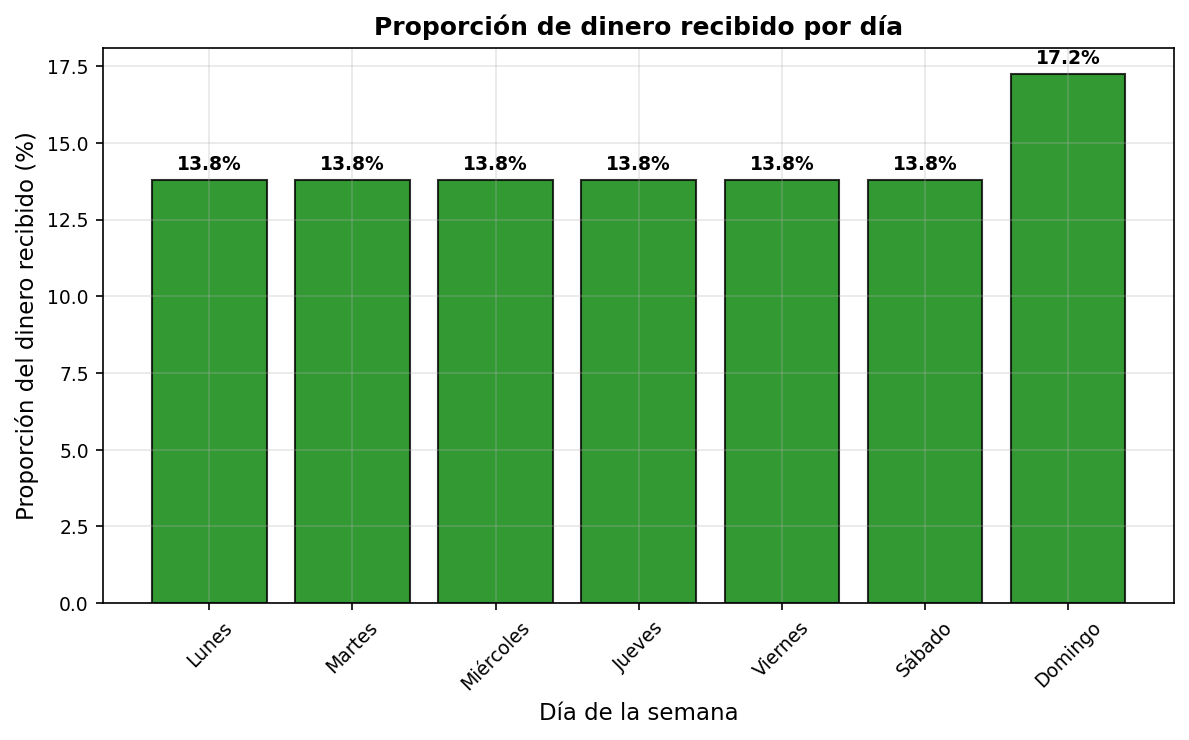 Proporción de dinero recibido por día
Proporción del dinero recibido (%)
17.5
15.0
12.5
10.0
7.5
5.0
2.5
0.0
13.8%
13.8%
13.8%
13.8%
13.8%
13.8%
17.2%
Lunes
Martes
Miércoles
Jueves
Viernes
Sábado
Domingo
Día de la semana